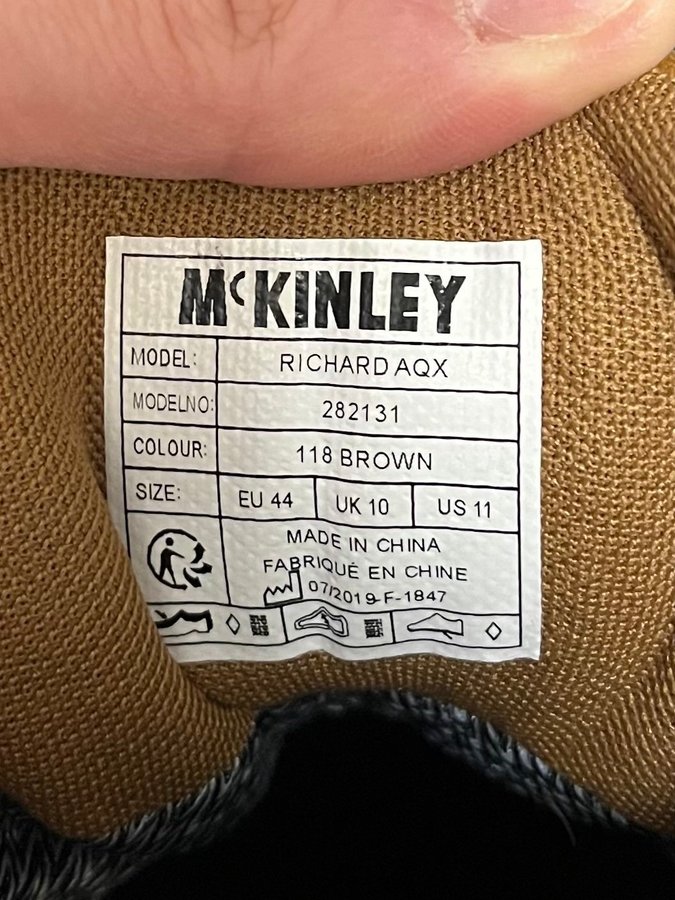 McKINLEY
MODEL: RICHARD AQX
MODELNO: 282131
COLOUR: 118 BROWN
SIZE: EU 44 UK 10 US 11
MADE IN CHINA
FABRIQUÉ EN CHINE
07/2019-F-1847